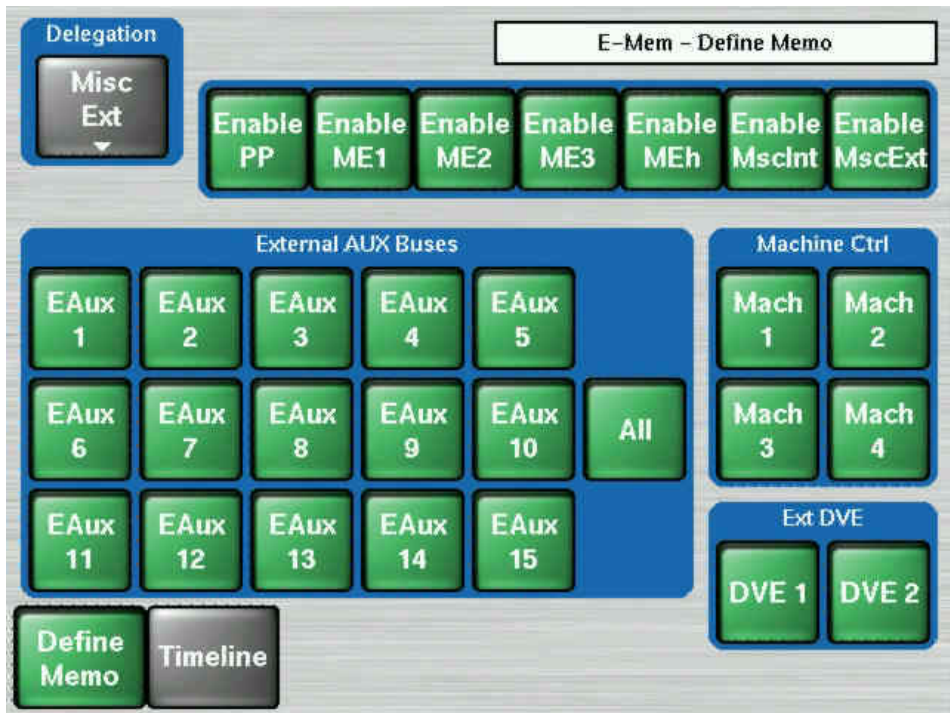 Delegation
E-Mem – Define Memo
Misc
Ext
Enable Enable Enable Enable Enable Enable Enable
PP ME1 ME2 ME3 MEh MscInt MscExt
External AUX Buses
Machine Ctrl
EAux EAux EAux EAux EAux
1 2 3 4 5
Mach Mach
1 2
EAux EAux EAux EAux EAux
6 7 8 9 10
All
Mach Mach
3 4
EAux EAux EAux EAux EAux
11 12 13 14 15
Ext DVE
DVE 1 DVE 2
Define
Memo
Timeline